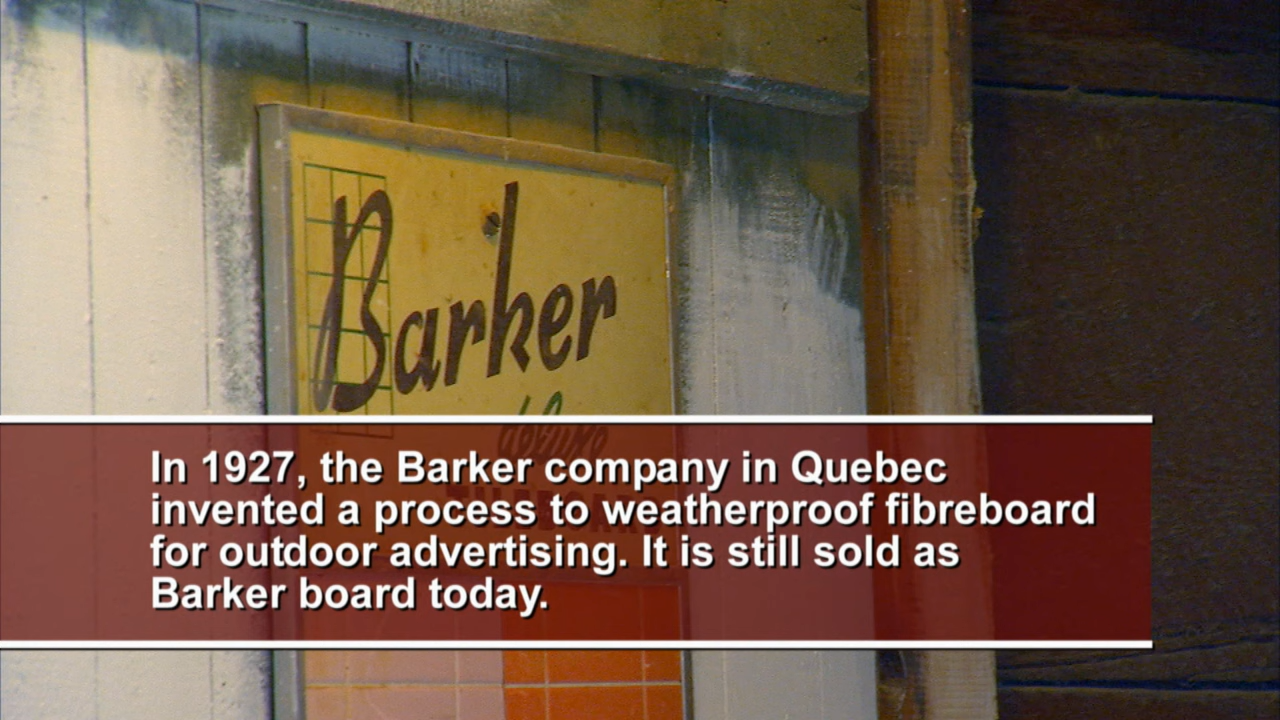 Barker
deluxe
In 1927, the Barker company in Quebec
invented a process to weatherproof fibreboard
for outdoor advertising. It is still sold as
Barker board today.